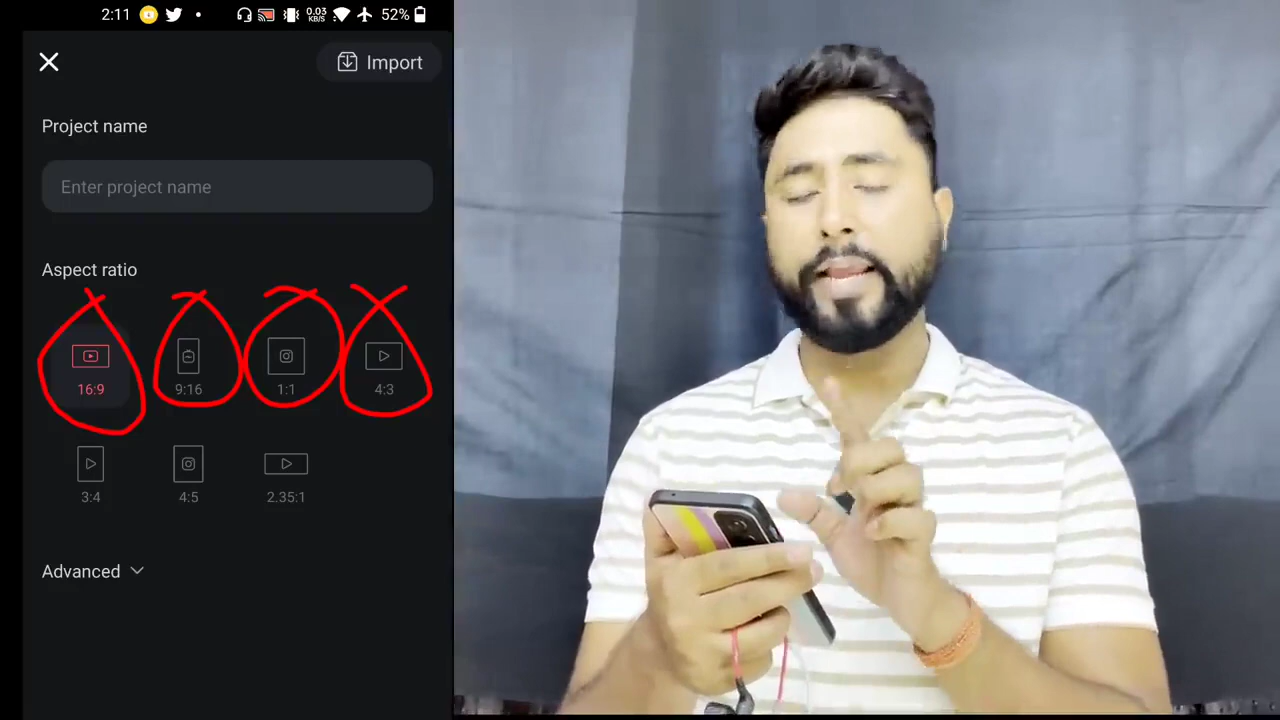 2:11 0.03 KB/S 52%
Import
Project name
Enter project name
Aspect ratio
16:9 9:16 1:1 4:3
3:4 4:5 2.35:1
Advanced